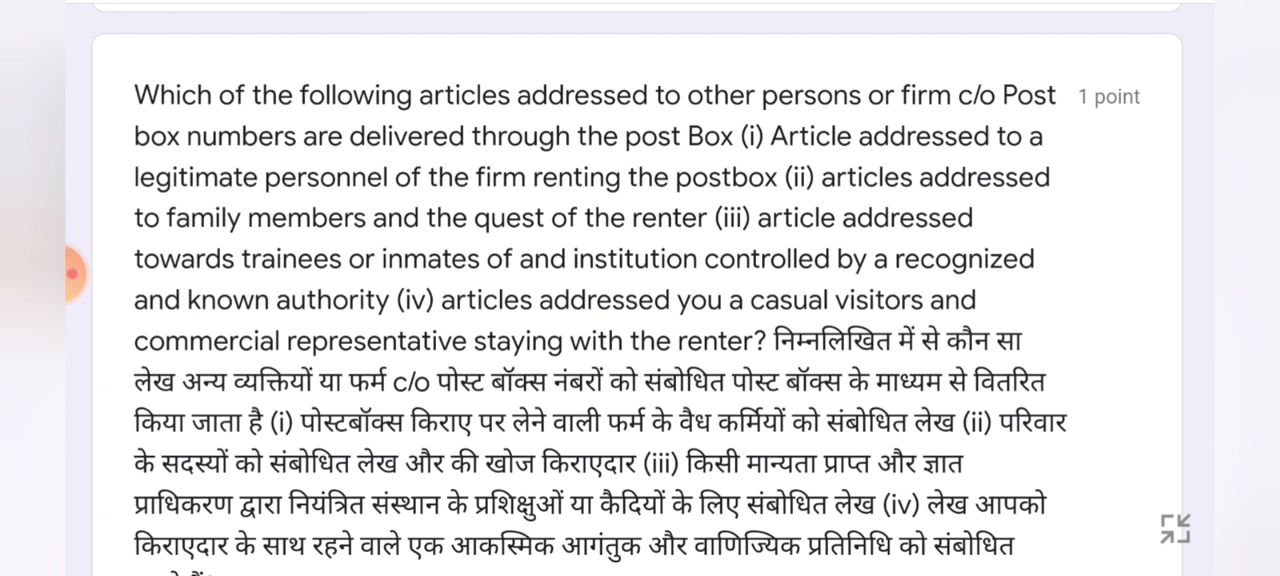 Which of the following articles addressed to other persons or firm c/o Post 1 point
box numbers are delivered through the post Box (i) Article addressed to a
legitimate personnel of the firm renting the postbox (ii) articles addressed
to family members and the quest of the renter (iii) article addressed
towards trainees or inmates of and institution controlled by a recognized
and known authority (iv) articles addressed you a casual visitors and
commercial representative staying with the renter? निम्नलिखित में से कौन सा
लेख अन्य व्यक्तियों या फर्म c/o पोस्ट बॉक्स नंबरों को संबोधित पोस्ट बॉक्स के माध्यम से वितरित
किया जाता है (i) पोस्टबॉक्स किराए पर लेने वाली फर्म के वैध कर्मियों को संबोधित लेख (ii) परिवार
के सदस्यों को संबोधित लेख और की खोज किराएदार (iii) किसी मान्यता प्राप्त और ज्ञात
प्राधिकरण द्वारा नियंत्रित संस्थान के प्रशिक्षुओं या कैदियों के लिए संबोधित लेख (iv) लेख आपको
किराएदार के साथ रहने वाले एक आकस्मिक आगंतुक और वाणिज्यिक प्रतिनिधि को संबोधित